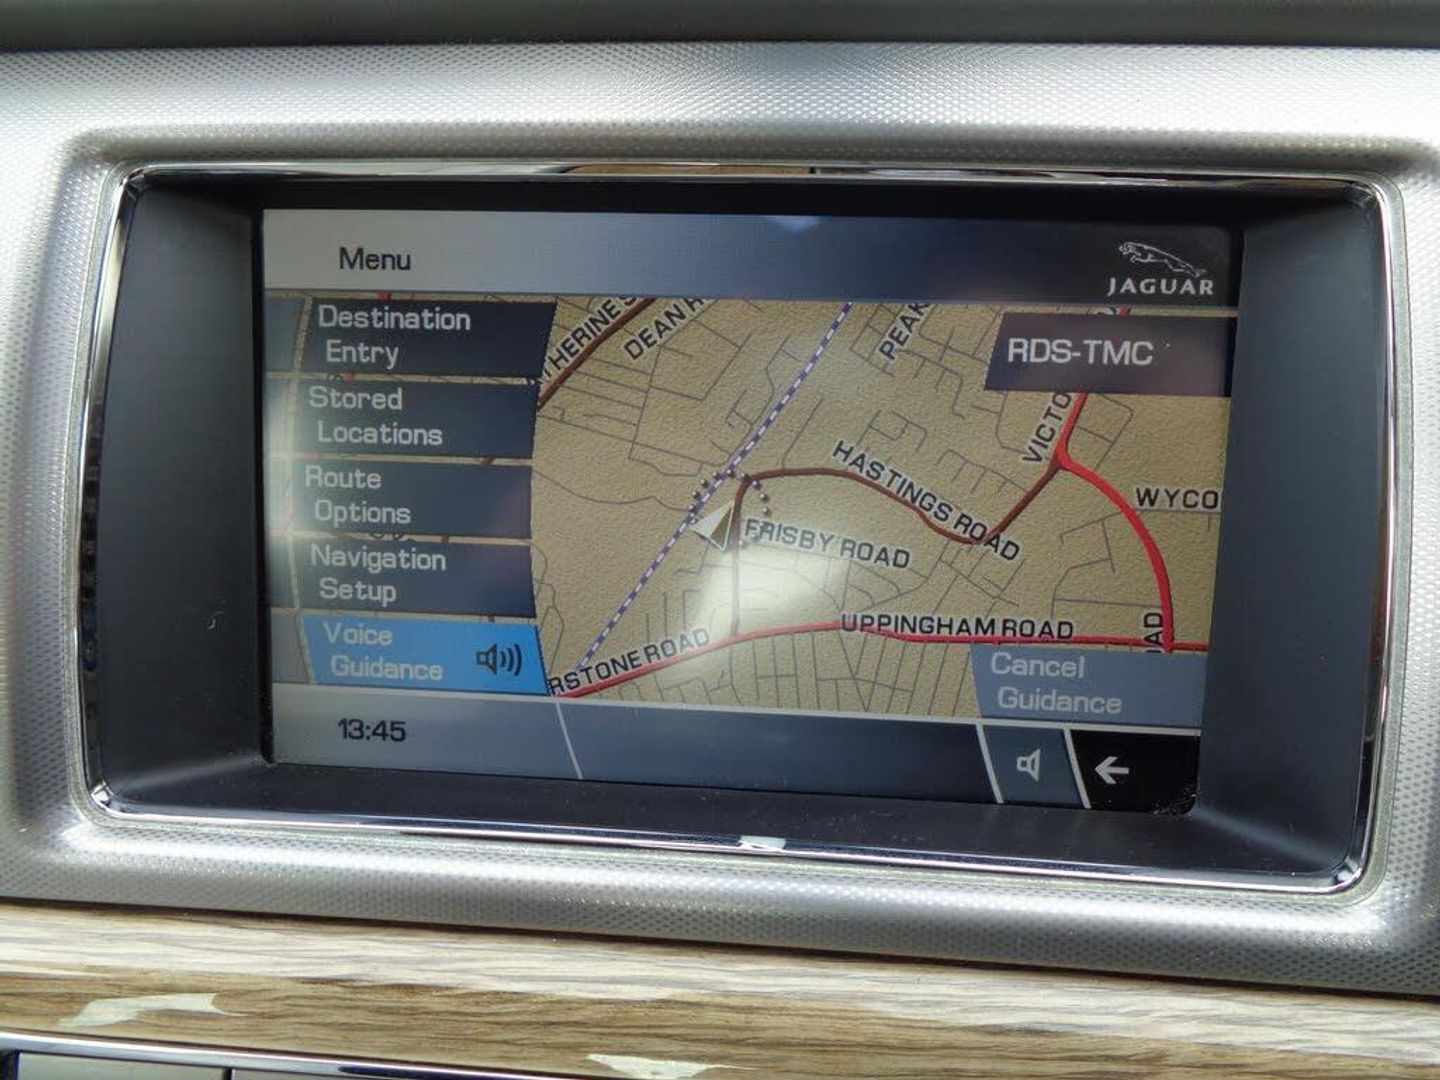 Menu
JAGUAR
Destination
Entry
Stored
Locations
Route
Options
Navigation
Setup
Voice
Guidance
RDS-TMC
DEAN
HASTINGS ROAD
FRISBY ROAD
UPPINGHAM ROAD
Cancel
Guidance
13:45